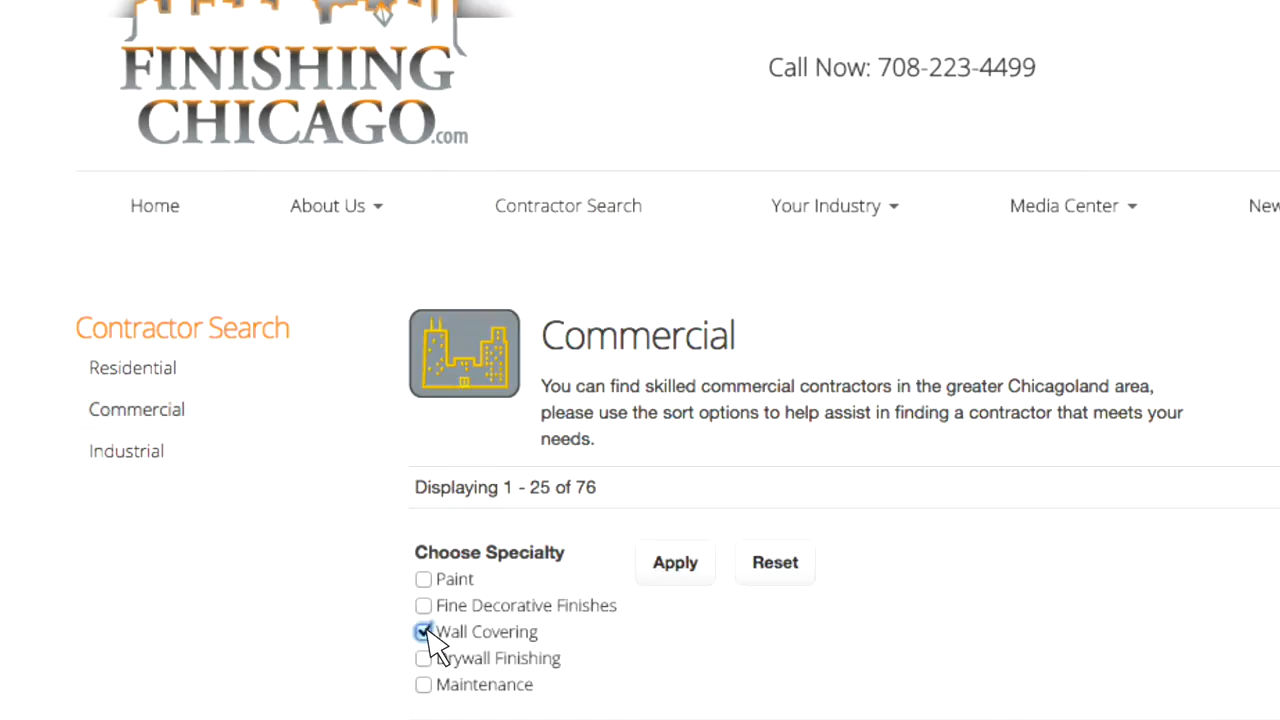 FINISHING
CHICAGO.com
Call Now: 708-223-4499
Home About Us Contractor Search Your Industry Media Center
Contractor Search
Residential
Commercial
Industrial
Commercial
You can find skilled commercial contractors in the greater Chicagoland area,
please use the sort options to help assist in finding a contractor that meets your
needs.
Displaying 1 - 25 of 76
Choose Specialty
Apply Reset
Paint
Fine Decorative Finishes
Wall Covering
Drywall Finishing
Maintenance